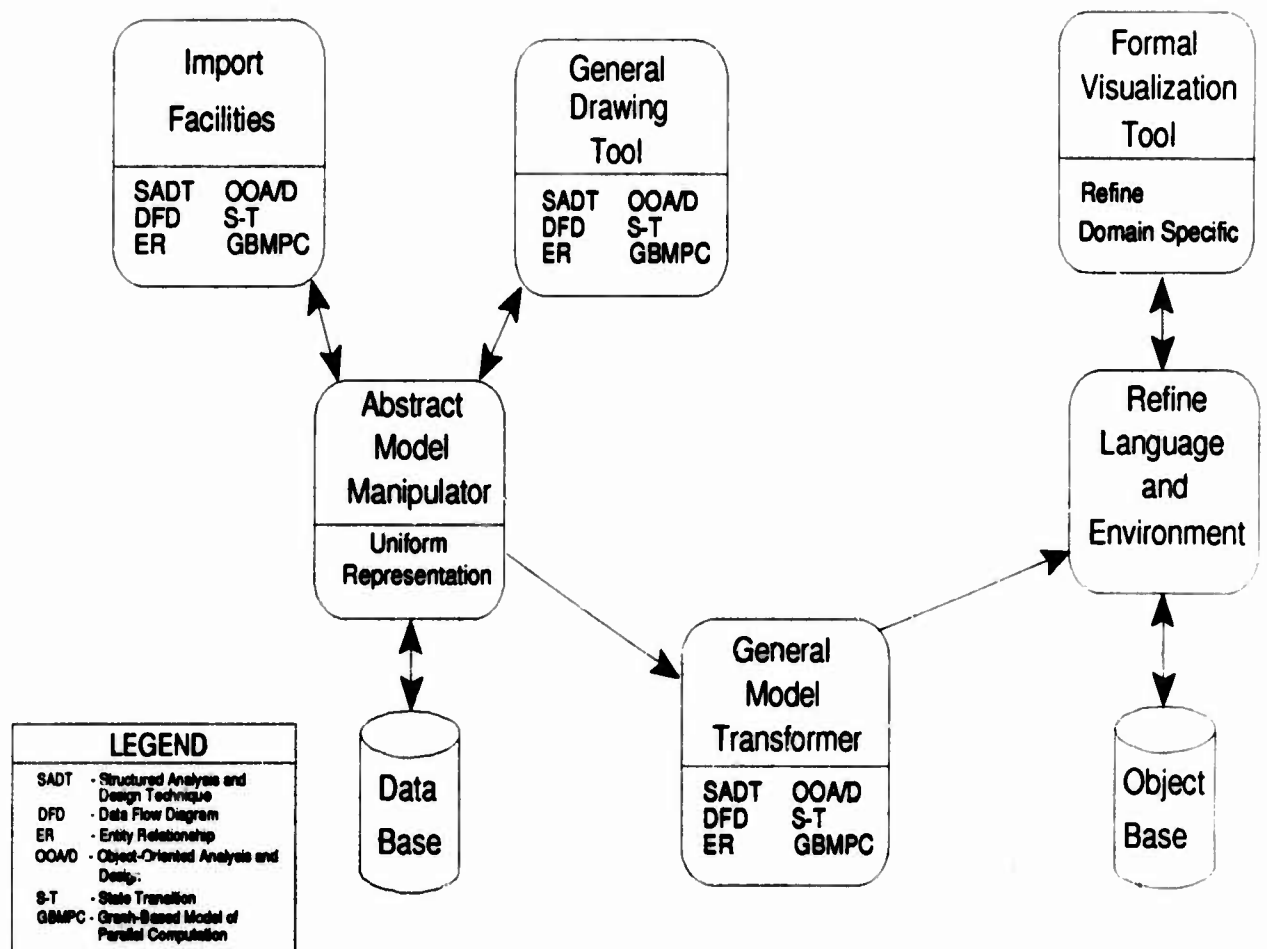 Import
Facilities
SADT OOA/D
DFD S-T
ER GBMPC
General
Drawing
Tool
SADT OOA/D
DFD S-T
ER GBMPC
Formal
Visualization
Tool
Refine
Domain Specific
Abstract
Model
Manipulator
Uniform
Representation
Refine
Language
and
Environment
General
Model
Transformer
SADT OOA/D
DFD S-T
ER GBMPC
Data
Base
Object
Base
LEGEND
SADT - Structured Analysis and
Design Technique
DFD - Data Flow Diagram
ER - Entity Relationship
OOA/D - Object-Oriented Analysis and
Design
S-T - State Transition
GBMPC - Graph-Based Model of
Parallel Computation